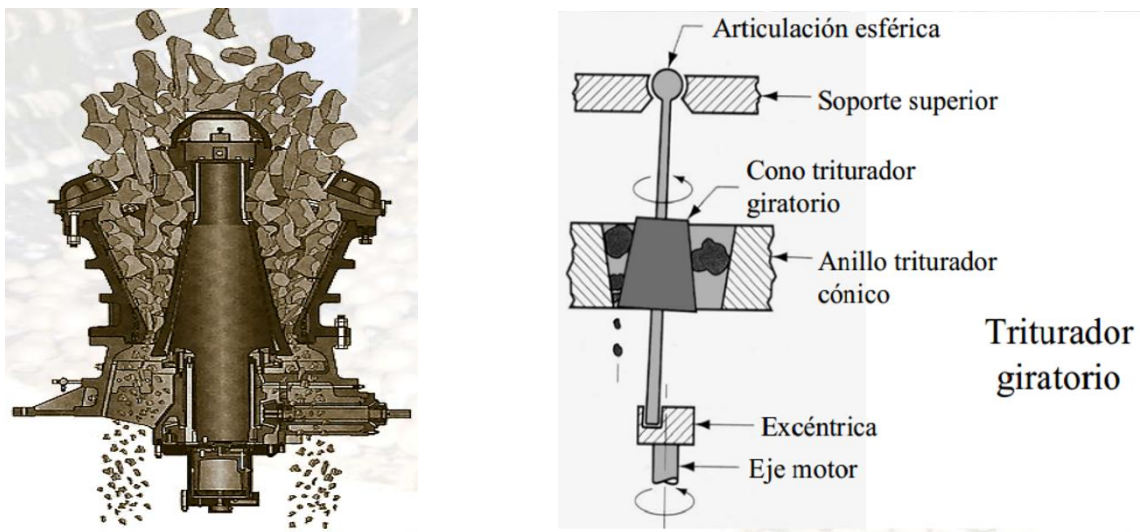 Articulación esférica
Soporte superior
Cono triturador
giratorio
Anillo triturador
cónico
Triturador
giratorio
Excéntrica
Eje motor